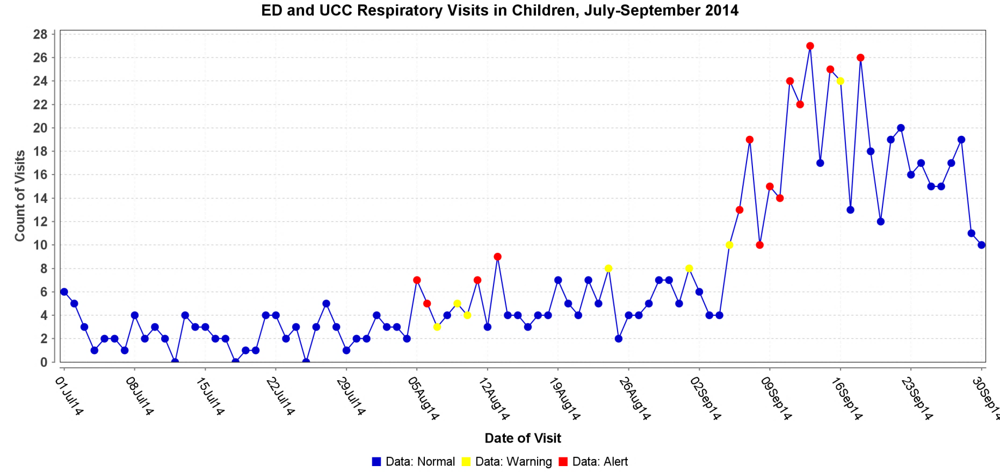 ED and UCC Respiratory Visits in Children, July-September 2014
Count of Visits
28
26
24
22
20
18
16
14
12
10
8
6
4
2
0
01Jul14
08Jul14
15Jul14
22Jul14
29Jul14
05Aug14
12Aug14
19Aug14
26Aug14
02Sep14
09Sep14
16Sep14
23Sep14
30Sep14
Date of Visit
Data: Normal Data: Warning Data: Alert